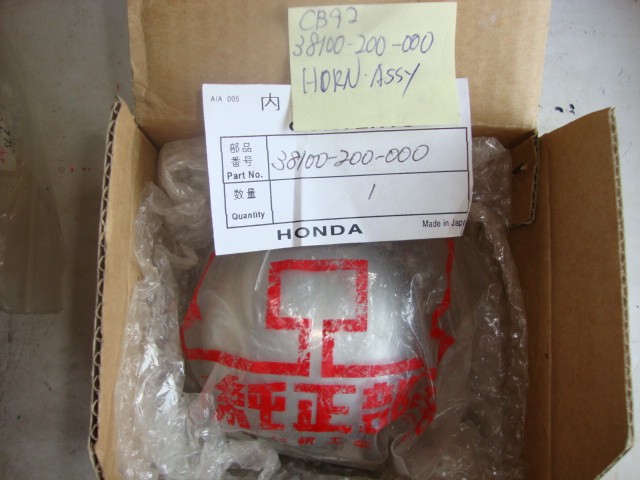 CB92
38100-200-000
HORN. ASSY
AIA 005
内
部品
番号
Part No.
38100-200-000
数量
Quantity
1
HONDA
Made in Japa
純正部